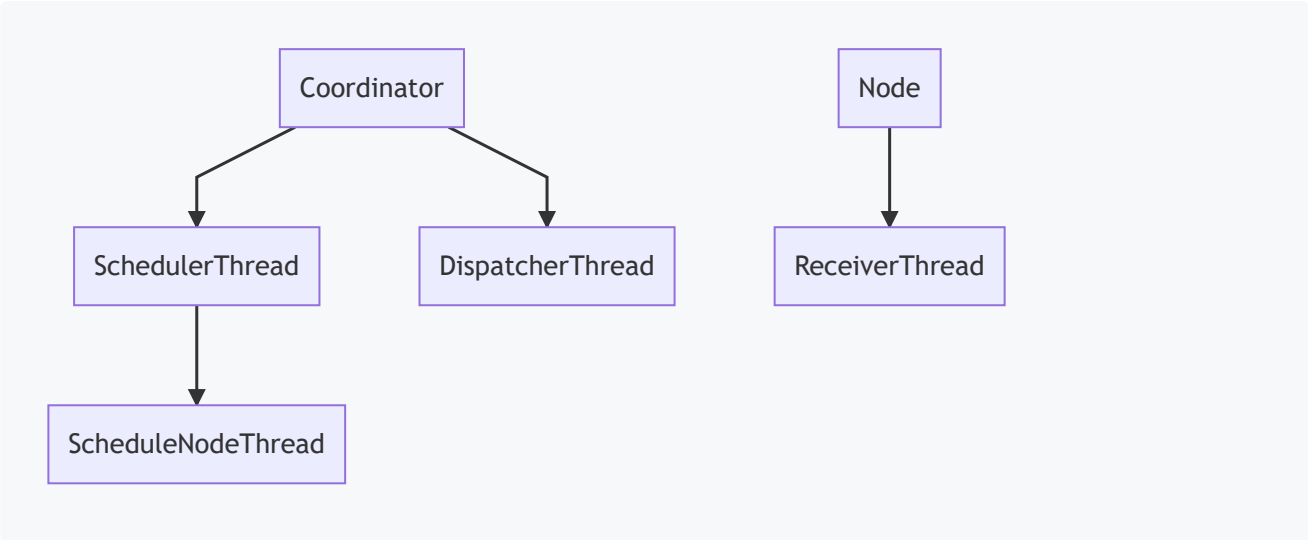 Coordinator
Node
SchedulerThread
DispatcherThread
ReceiverThread
ScheduleNodeThread